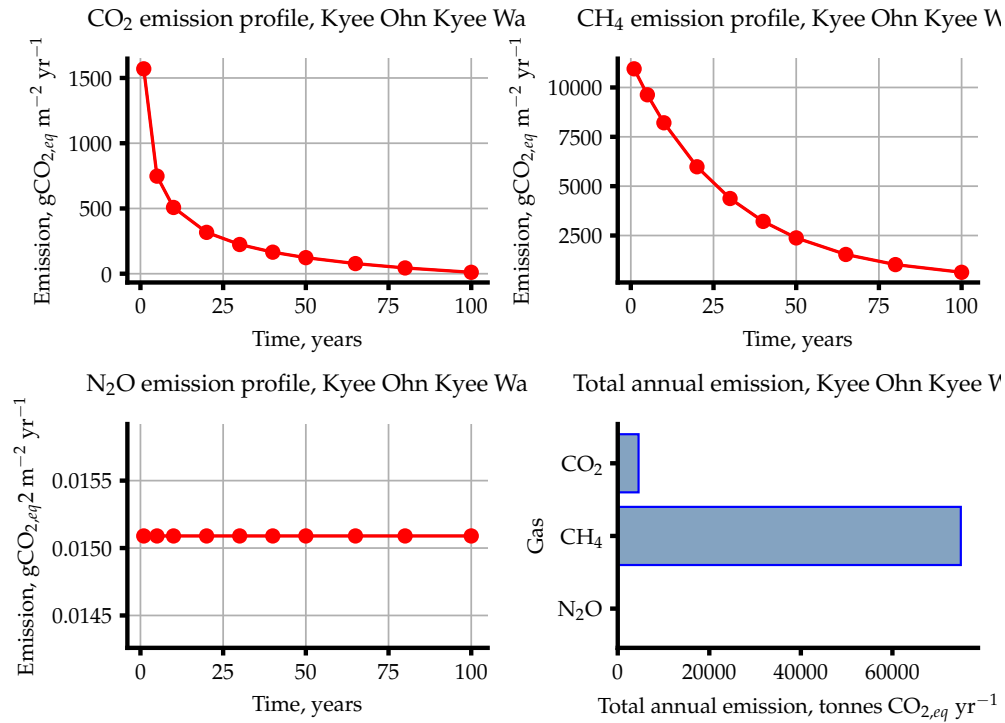 CO₂ emission profile, Kyee Ohn Kyee Wa
Emission, gCO₂,eq m⁻² yr⁻¹
1500
1000
500
0
0 25 50 75 100
Time, years
CH₄ emission profile, Kyee Ohn Kyee W
Emission, gCO₂,eq m⁻² yr⁻¹
10000
7500
5000
2500
0 25 50 75 100
Time, years
N₂O emission profile, Kyee Ohn Kyee Wa
Emission, gCO₂,eq2 m⁻² yr⁻¹
0.0155
0.0150
0.0145
0 25 50 75 100
Time, years
Total annual emission, Kyee Ohn Kyee W
Gas
CO₂
CH₄
N₂O
0 20000 40000 60000
Total annual emission, tonnes CO₂,eq yr⁻¹